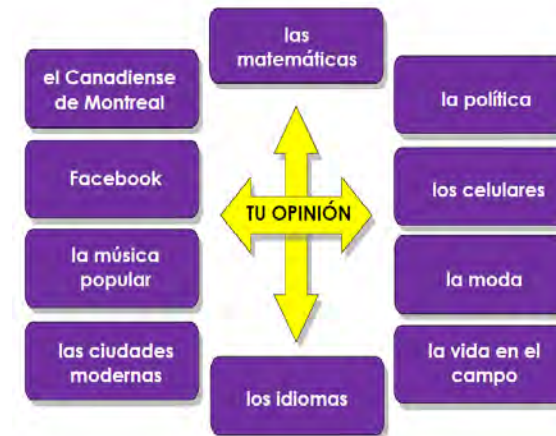 las
matemáticas
el Canadiense
de Montreal
la política
Facebook
TU OPINIÓN
los celulares
la música
popular
la moda
las ciudades
modernas
la vida en el
campo
los idiomas